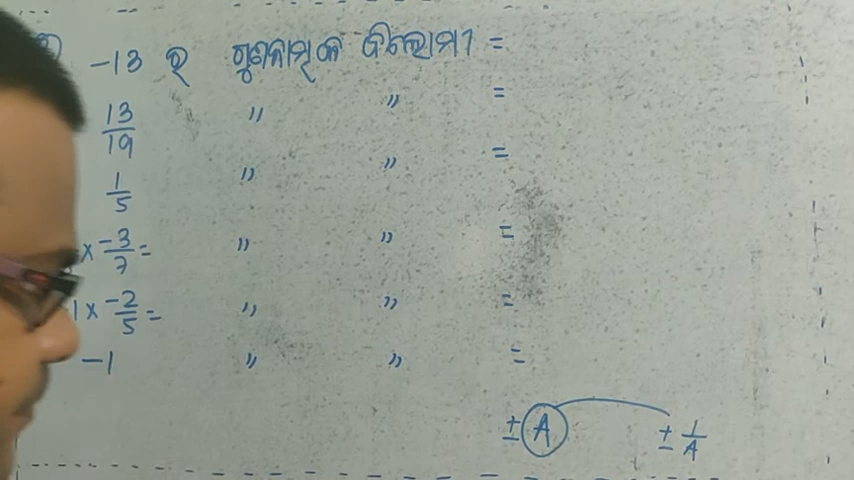 -13 ର ଗୁଣନାତ୍ମକ ବିଲୋମୀ =
13/19 " " =
1/5 " " =
x -3/7 = " " =
1 x -2/5 = " " =
-1 " " =
± A ± 1/A